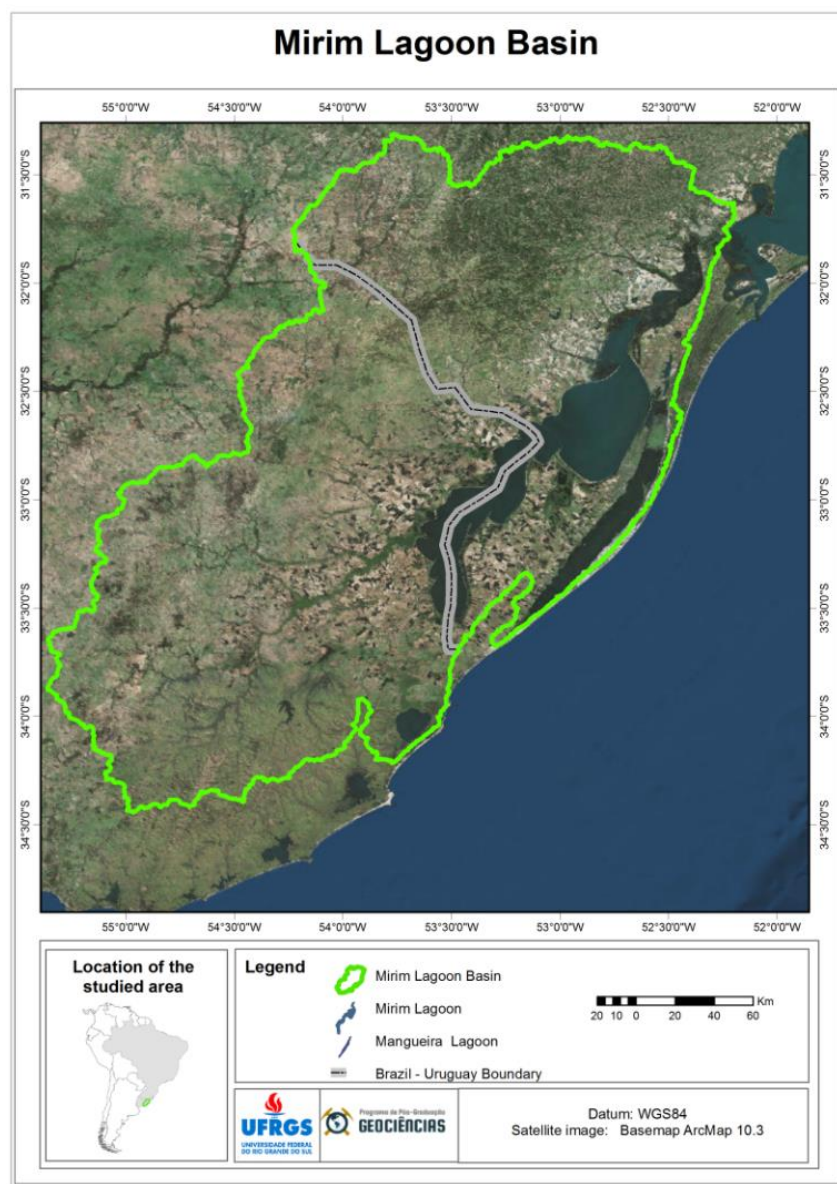 Mirim Lagoon Basin
55°0'0"W 54°30'0"W 54°0'0"W 53°30'0"W 53°0'0"W 52°30'0"W 52°0'0"W
31°30'0"S 31°30'0"S
32°0'0"S 32°0'0"S
32°30'0"S 32°30'0"S
33°0'0"S 33°0'0"S
33°30'0"S 33°30'0"S
34°0'0"S 34°0'0"S
34°30'0"S 34°30'0"S
55°0'0"W 54°30'0"W 54°0'0"W 53°30'0"W 53°0'0"W 52°30'0"W 52°0'0"W
Location of the
studied area
Legend
Mirim Lagoon Basin
Mirim Lagoon
Mangueira Lagoon
Brazil - Uruguay Boundary
20 10 0 20 40 60 Km
UFRGS
UNIVERSIDADE FEDERAL
DO RIO GRANDE DO SUL
Programa de Pós-Graduação
GEOCIÊNCIAS
Datum: WGS84
Satellite image: Basemap ArcMap 10.3